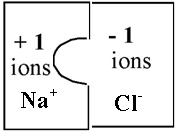 + 1
ions
Na⁺
- 1
ions
Cl⁻